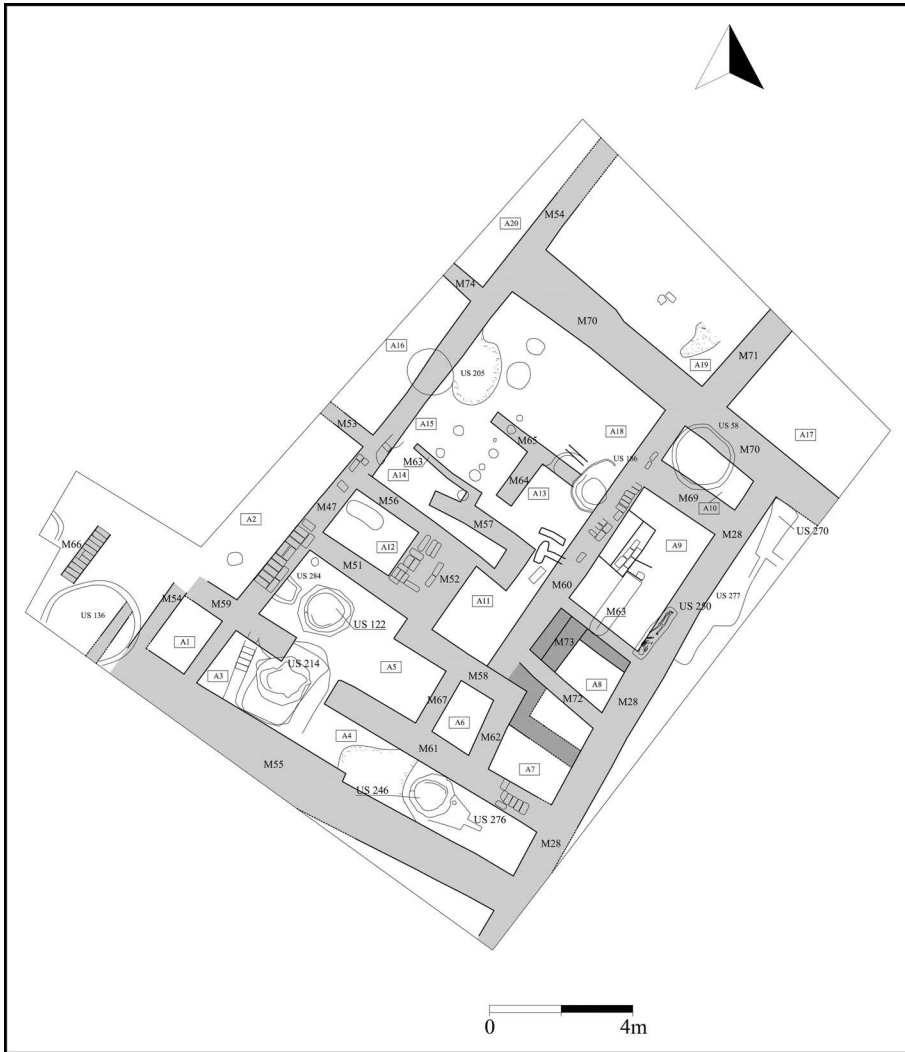 M54
A20
M74
M70
A16
US 205
A19
M71
M53
A15
A18
US 58
A17
M65
M63
A14
US 186
M70
M64
A13
M69
A10
M47
M56
M57
M28
US 270
A2
A12
A9
M66
M51
M52
M60
US 284
US 277
M54
M59
A11
M63
US 250
US 136
US 122
A1
M73
US 214
M58
A3
A5
A8
M67
M72
M28
A6
A4
M62
M61
M55
A7
US 246
US 276
M28
0
4m